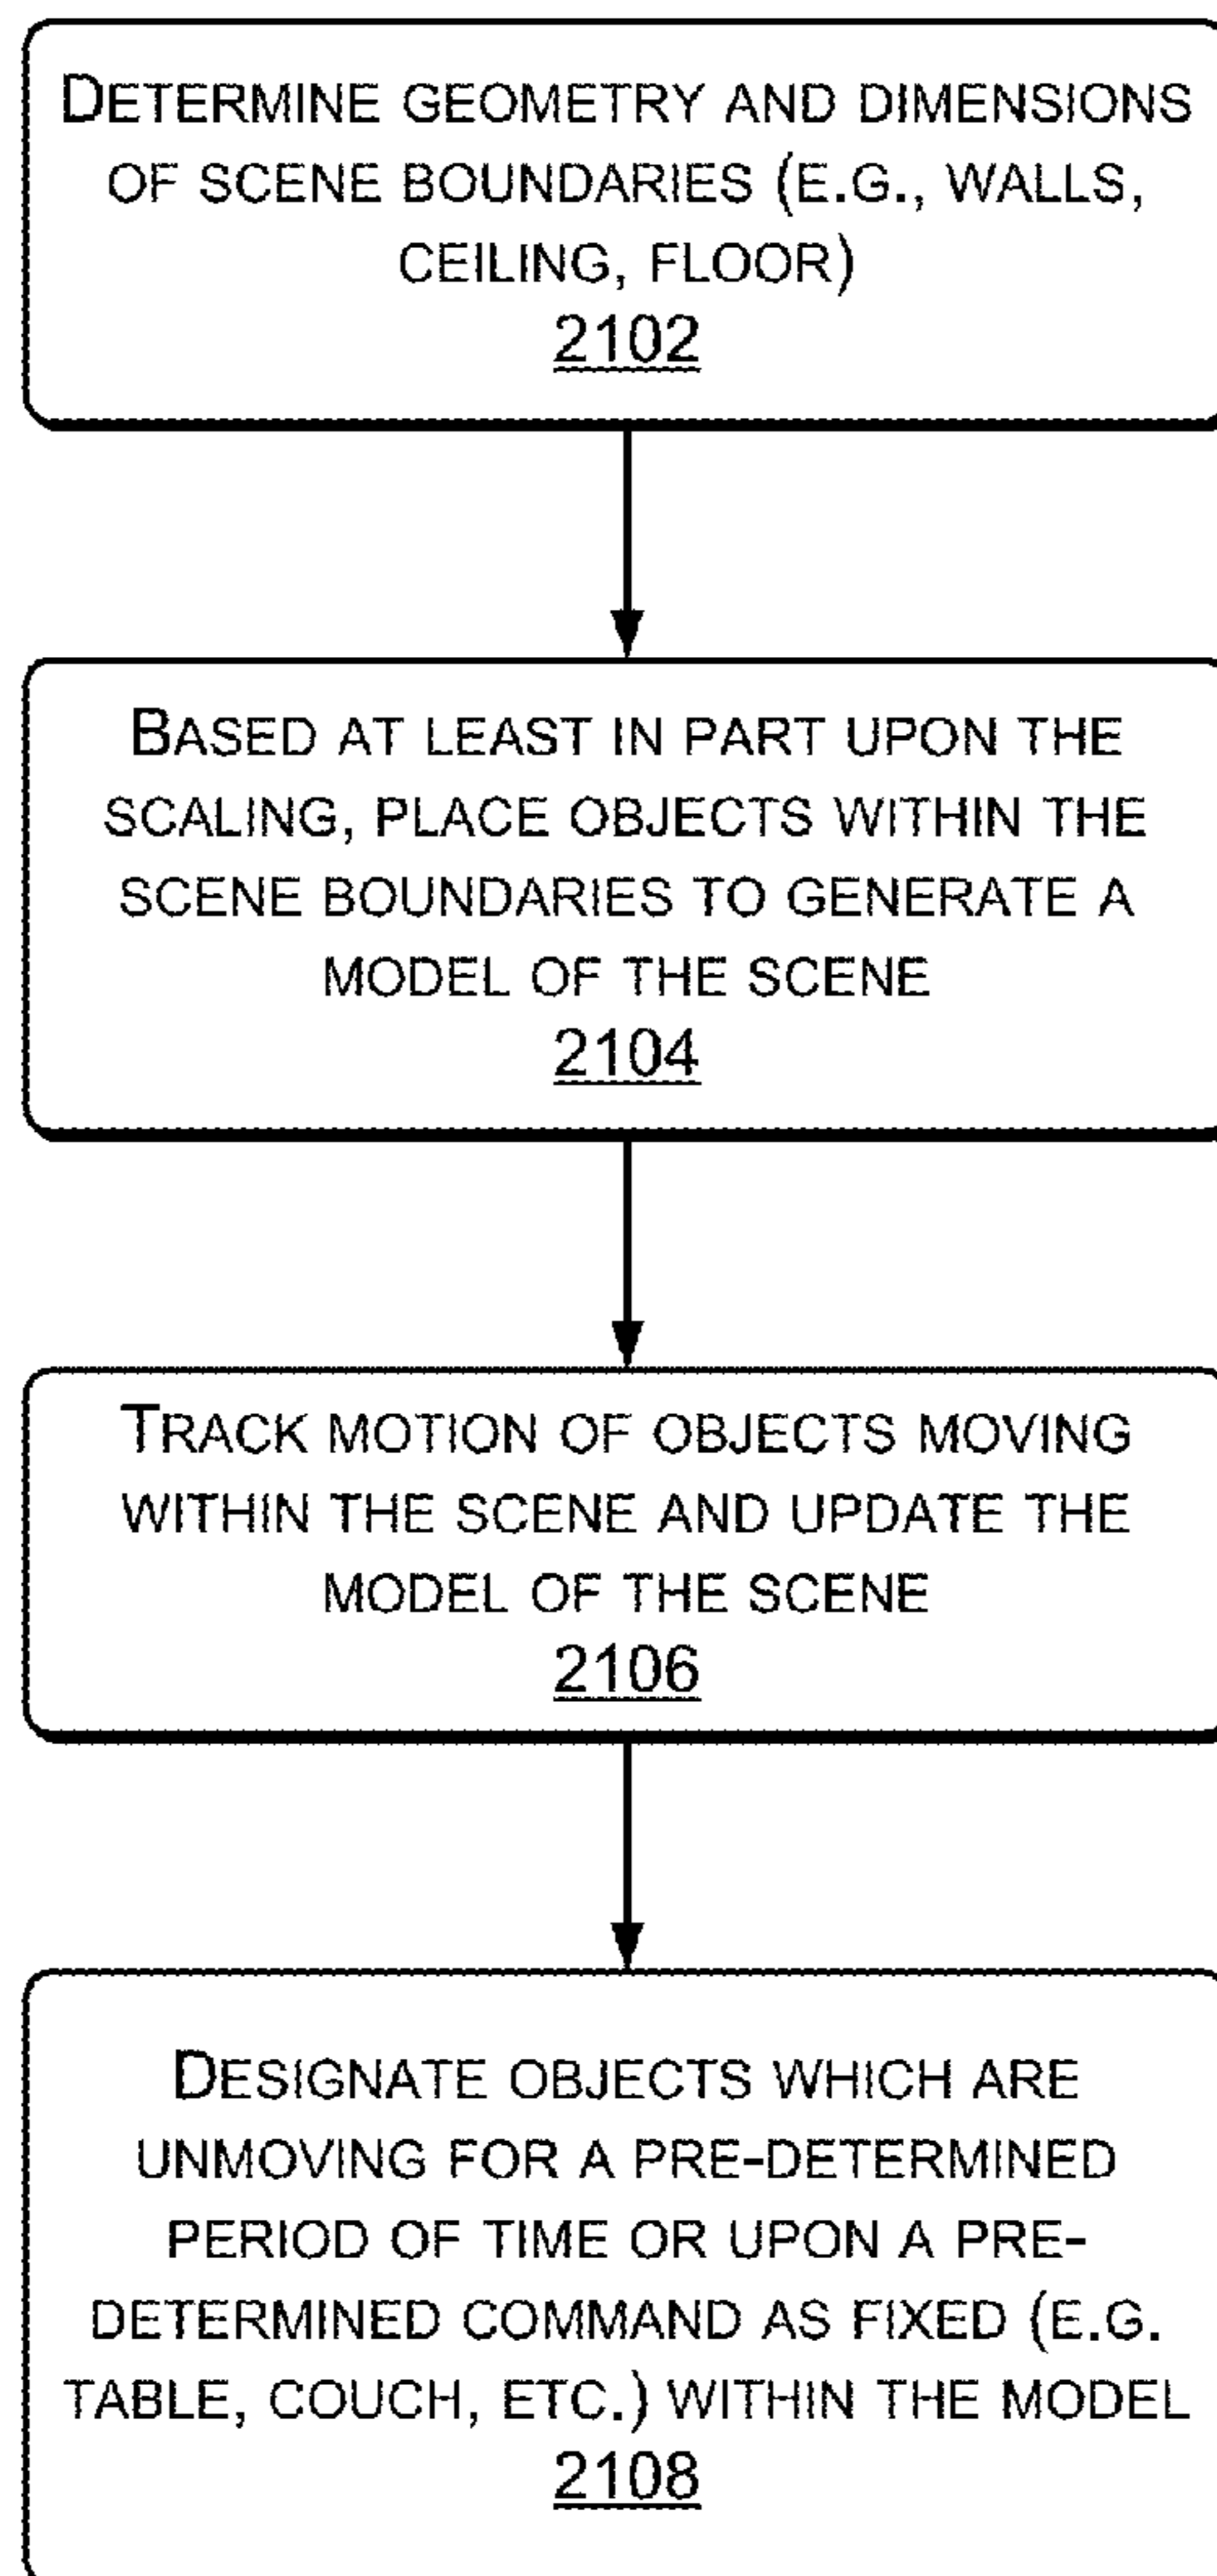 DETERMINE GEOMETRY AND DIMENSIONS
OF SCENE BOUNDARIES (E.G., WALLS,
CEILING, FLOOR)
2102
BASED AT LEAST IN PART UPON THE
SCALING, PLACE OBJECTS WITHIN THE
SCENE BOUNDARIES TO GENERATE A
MODEL OF THE SCENE
2104
TRACK MOTION OF OBJECTS MOVING
WITHIN THE SCENE AND UPDATE THE
MODEL OF THE SCENE
2106
DESIGNATE OBJECTS WHICH ARE
UNMOVING FOR A PRE-DETERMINED
PERIOD OF TIME OR UPON A PRE-
DETERMINED COMMAND AS FIXED (E.G.
TABLE, COUCH, ETC.) WITHIN THE MODEL
2108